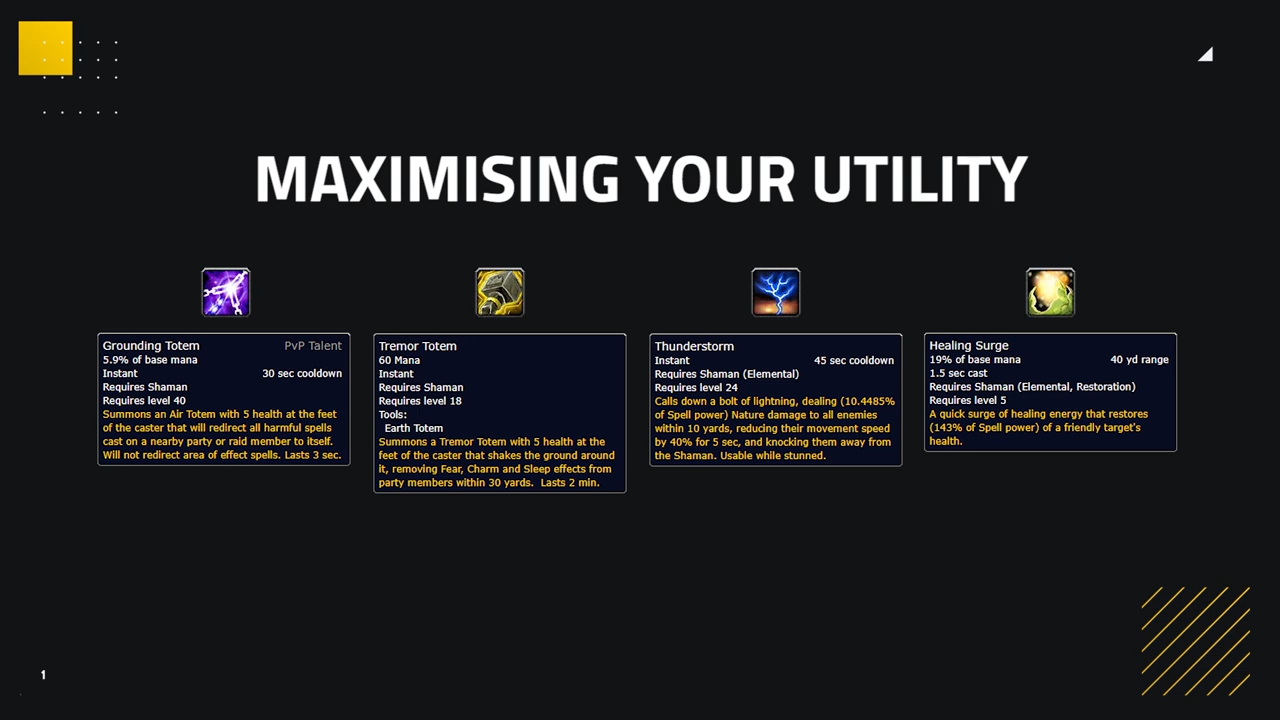 MAXIMISING YOUR UTILITY
Grounding Totem PvP Talent
5.9% of base mana
Instant 30 sec cooldown
Requires Shaman
Requires level 40
Summons an Air Totem with 5 health at the feet
of the caster that will redirect all harmful spells
cast on a nearby party or raid member to itself.
Will not redirect area of effect spells. Lasts 3 sec.
Tremor Totem
60 Mana
Instant
Requires Shaman
Requires level 18
Tools:
Earth Totem
Summons a Tremor Totem with 5 health at the
feet of the caster that shakes the ground around
it, removing Fear, Charm and Sleep effects from
party members within 30 yards. Lasts 2 min.
Thunderstorm
Instant 45 sec cooldown
Requires Shaman (Elemental)
Requires level 24
Calls down a bolt of lightning, dealing (10.4485%
of Spell power) Nature damage to all enemies
within 10 yards, reducing their movement speed
by 40% for 5 sec, and knocking them away from
the Shaman. Usable while stunned.
Healing Surge
19% of base mana 40 yd range
1.5 sec cast
Requires Shaman (Elemental, Restoration)
Requires level 5
A quick surge of healing energy that restores
(143% of Spell power) of a friendly target's
health.
1